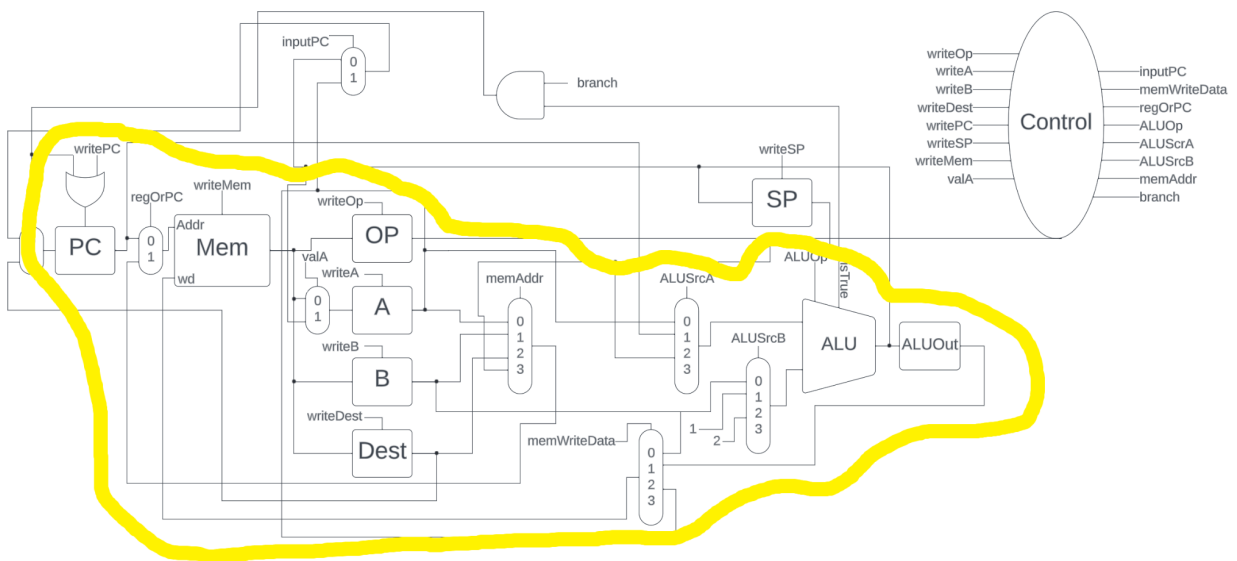 inputPC
0
1
branch
writePC
regOrPC
0
1
PC
writeMem
Addr
Mem
wd
writeOp
OP
valA
0
1
writeA
A
writeB
B
writeDest
Dest
memAddr
0
1
2
3
memWriteData
0
1
2
3
ALUSrcA
0
1
2
3
ALUSrcB
0
1
2
3
1
2
writeSP
SP
ALUOp
isTrue
ALU
ALUOut
writeOp
writeA
writeB
writeDest
writePC
writeSP
writeMem
valA
Control
inputPC
memWriteData
regOrPC
ALUOp
ALUScrA
ALUSrcB
memAddr
branch